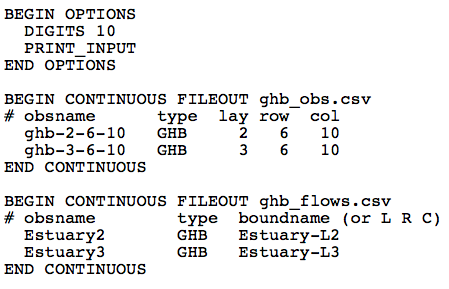 BEGIN OPTIONS
  DIGITS 10
  PRINT_INPUT
END OPTIONS

BEGIN CONTINUOUS FILEOUT ghb_obs.csv
# obsname      type  lay row  col
  ghb-2-6-10   GHB     2   6   10
  ghb-3-6-10   GHB     3   6   10
END CONTINUOUS

BEGIN CONTINUOUS FILEOUT ghb_flows.csv
# obsname        type  boundname (or L R C)
  Estuary2       GHB   Estuary-L2
  Estuary3       GHB   Estuary-L3
END CONTINUOUS